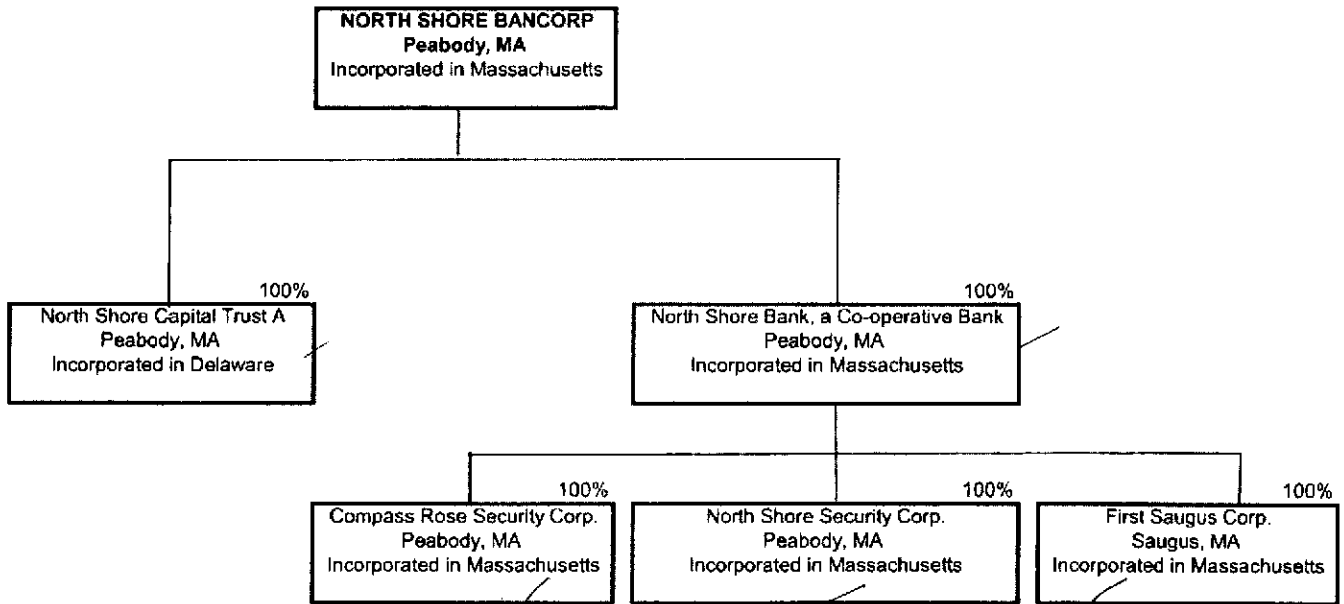 NORTH SHORE BANCORP
Peabody, MA
Incorporated in Massachusetts
100%
North Shore Capital Trust A
Peabody, MA
Incorporated in Delaware
100%
North Shore Bank, a Co-operative Bank
Peabody, MA
Incorporated in Massachusetts
100%
Compass Rose Security Corp.
Peabody, MA
Incorporated in Massachusetts
100%
North Shore Security Corp.
Peabody, MA
Incorporated in Massachusetts
100%
First Saugus Corp.
Saugus, MA
Incorporated in Massachusetts